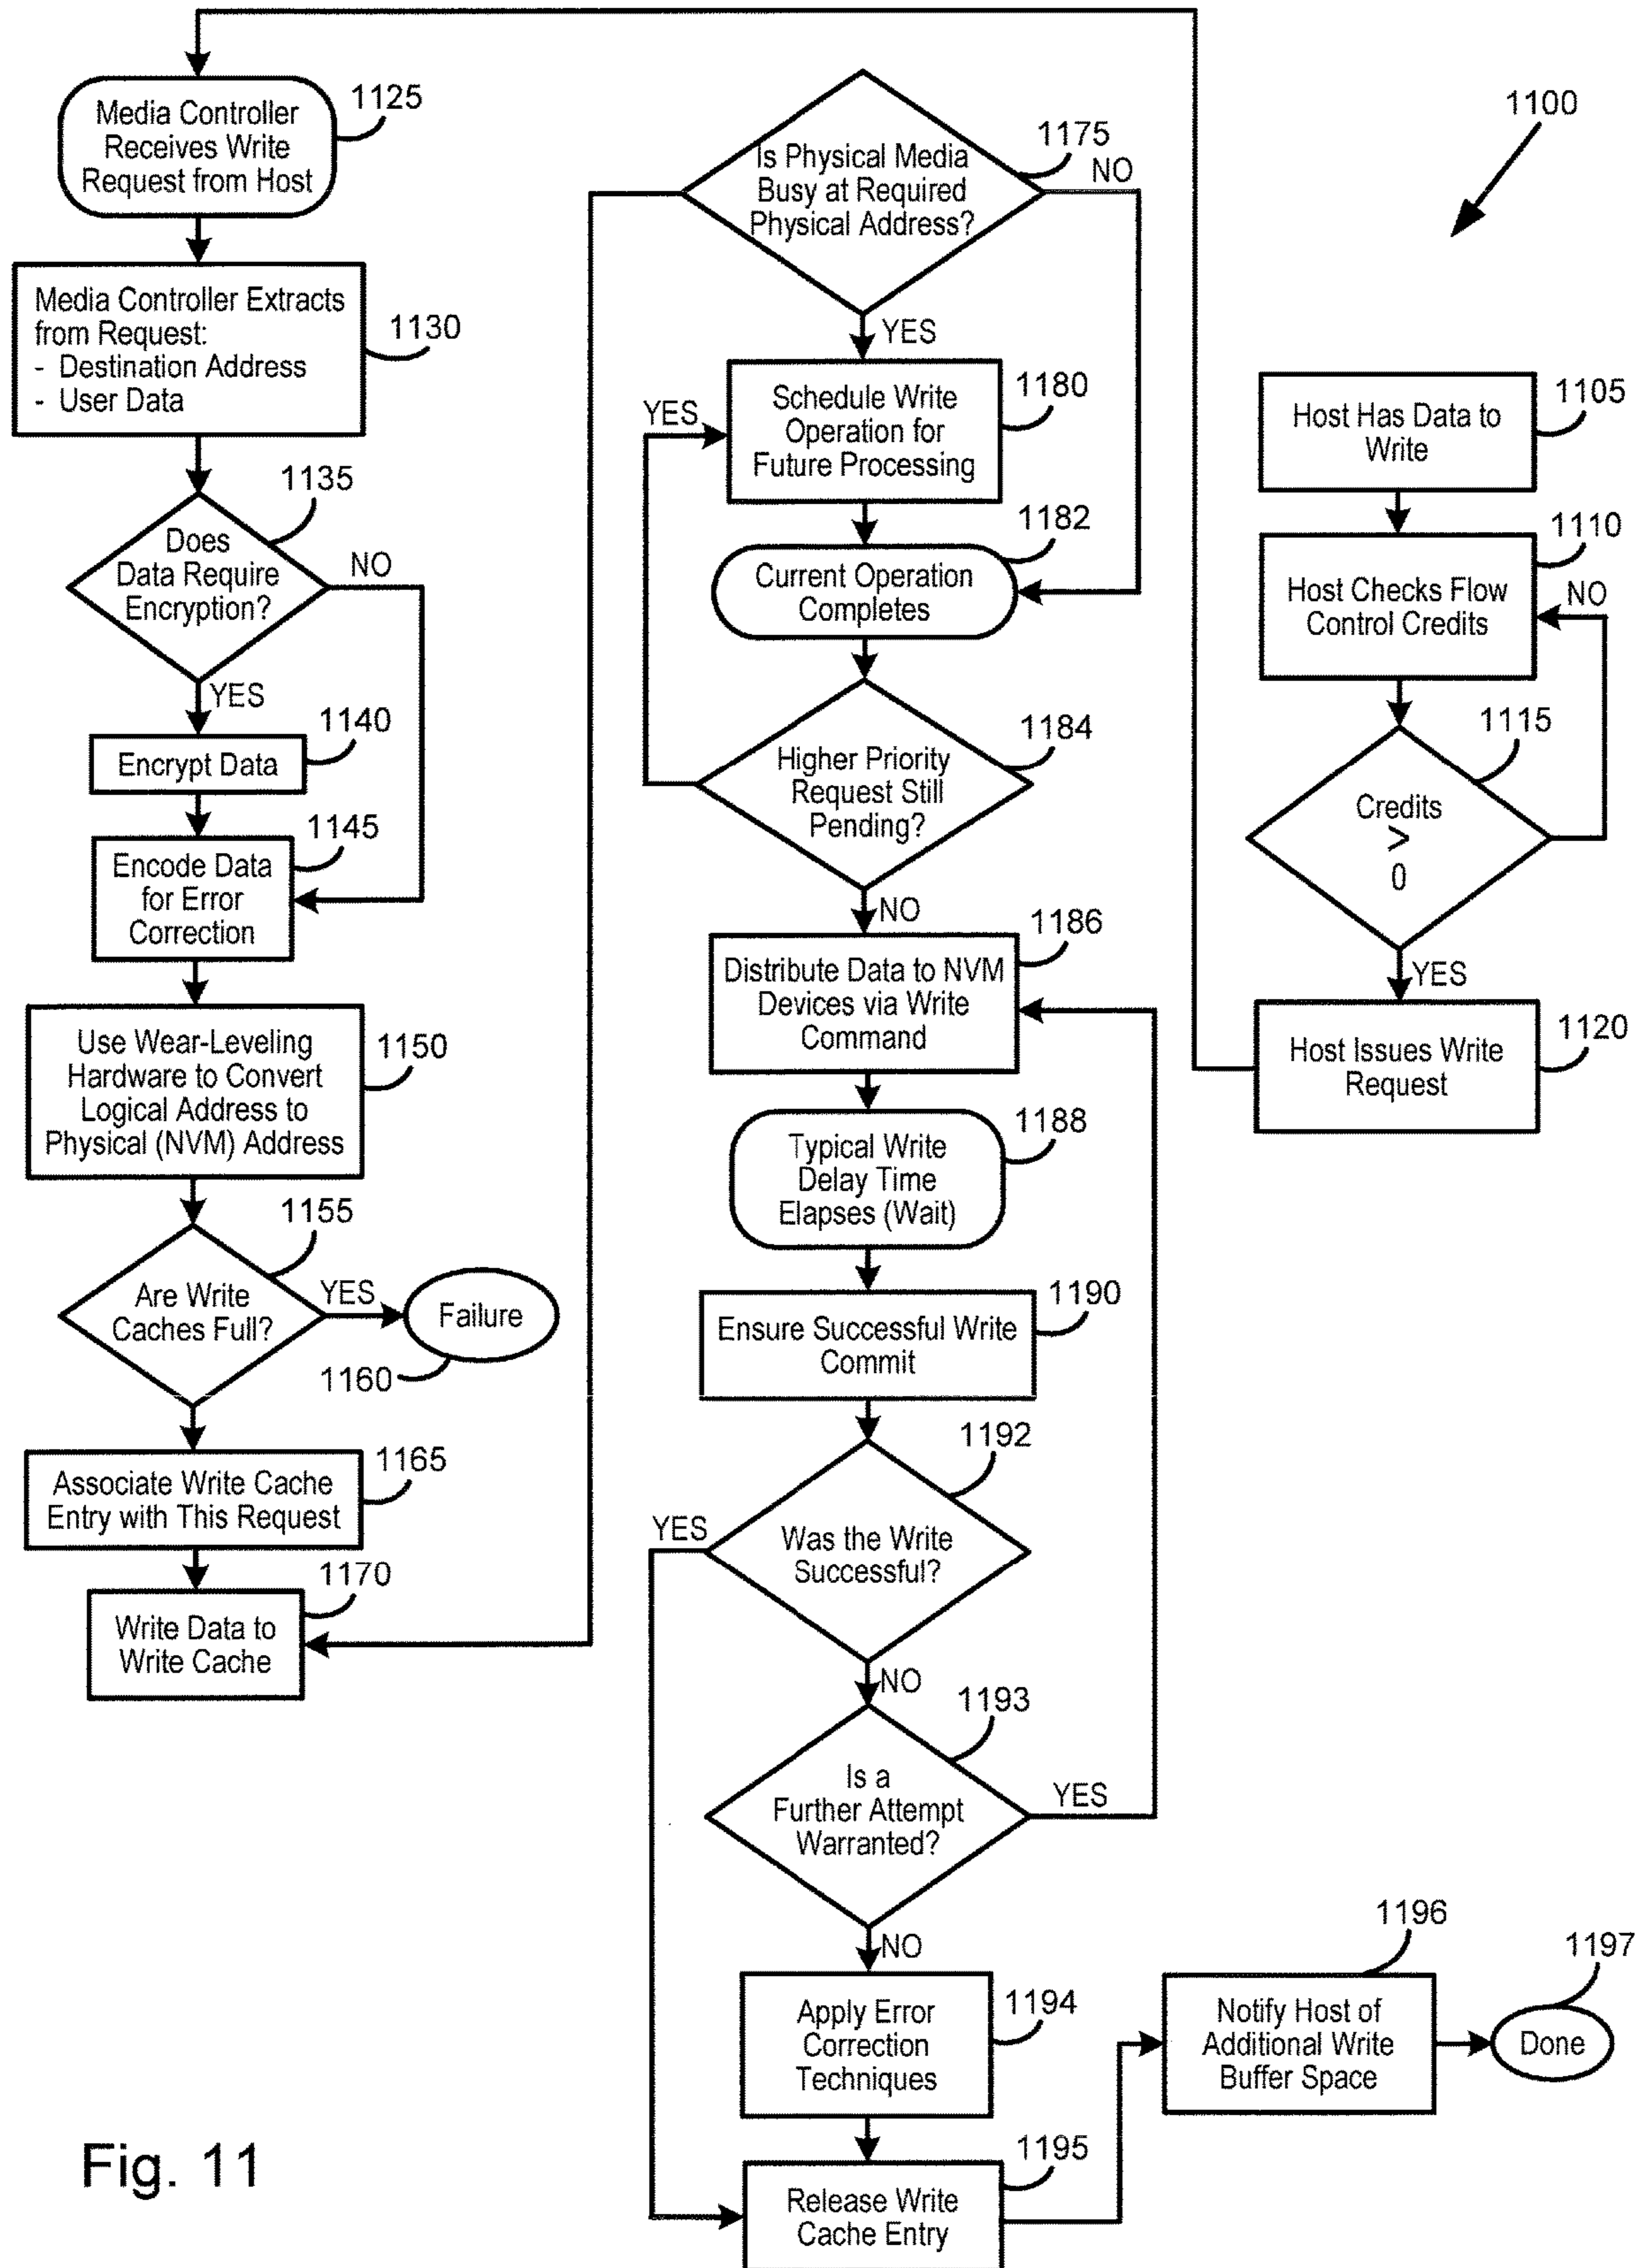 Media Controller
Receives Write
Request from Host
1125
Media Controller Extracts
from Request:
- Destination Address
- User Data
1130
1135
Does
Data Require
Encryption?
NO
YES
1140
Encrypt Data
1145
Encode Data
for Error
Correction
Use Wear-Leveling
Hardware to Convert
Logical Address to
Physical (NVM) Address
1150
1155
Are Write
Caches Full?
YES
Failure
1160
Associate Write Cache
Entry with This Request
1165
1170
Write Data to
Write Cache
1175
Is Physical Media
Busy at Required
Physical Address?
NO
YES
Schedule Write
Operation for
Future Processing
1180
YES
1182
Current Operation
Completes
1184
Higher Priority
Request Still
Pending?
NO
1186
Distribute Data to NVM
Devices via Write
Command
1188
Typical Write
Delay Time
Elapses (Wait)
1190
Ensure Successful Write
Commit
1192
YES
Was the Write
Successful?
NO
1193
Is a
Further Attempt
Warranted?
YES
NO
1194
Apply Error
Correction
Techniques
1195
Release Write
Cache Entry
1196
Notify Host of
Additional Write
Buffer Space
1197
Done
1100
1105
Host Has Data to
Write
1110
Host Checks Flow
Control Credits
NO
1115
Credits
>
0
YES
1120
Host Issues Write
Request
Fig. 11